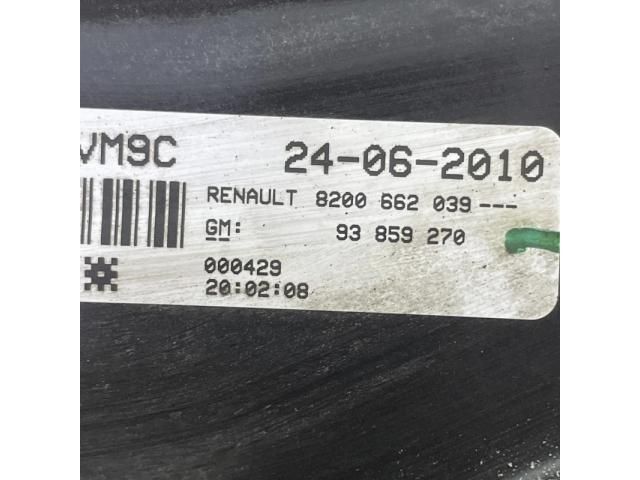 VM9C 24-06-2010
RENAULT 8200 662 039 ---
GM: 93 859 270
000429
20:02:08